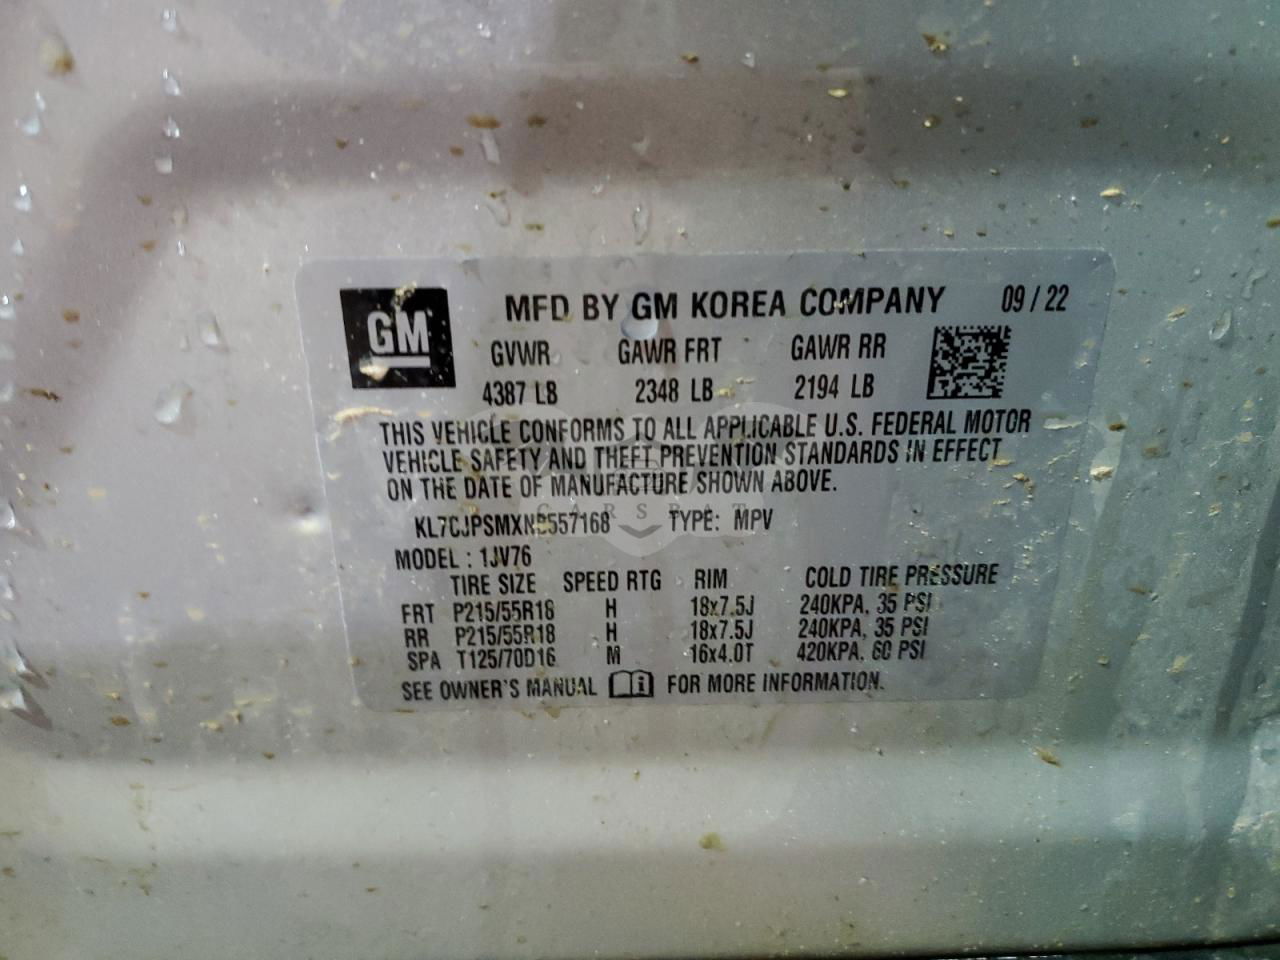 GM
MFD BY GM KOREA COMPANY 09 / 22
GVWR GAWR FRT GAWR RR
4387 LB 2348 LB 2194 LB
THIS VEHICLE CONFORMS TO ALL APPLICABLE U.S. FEDERAL MOTOR
VEHICLE SAFETY AND THEFT PREVENTION STANDARDS IN EFFECT
ON THE DATE OF MANUFACTURE SHOWN ABOVE.
CARSBAT
TYPE: MPV
MODEL : 1JV76
TIRE SIZE SPEED RTG RIM COLD TIRE PRESSURE
FRT P215/55R18 H 18x7.5J 240KPA, 35 PSI
RR P215/55R18 H 18x7.5J 240KPA, 35 PSI
SPA T125/70D16 M 16x4.0T 420KPA, 60 PSI
SEE OWNER'S MANUAL FOR MORE INFORMATION.